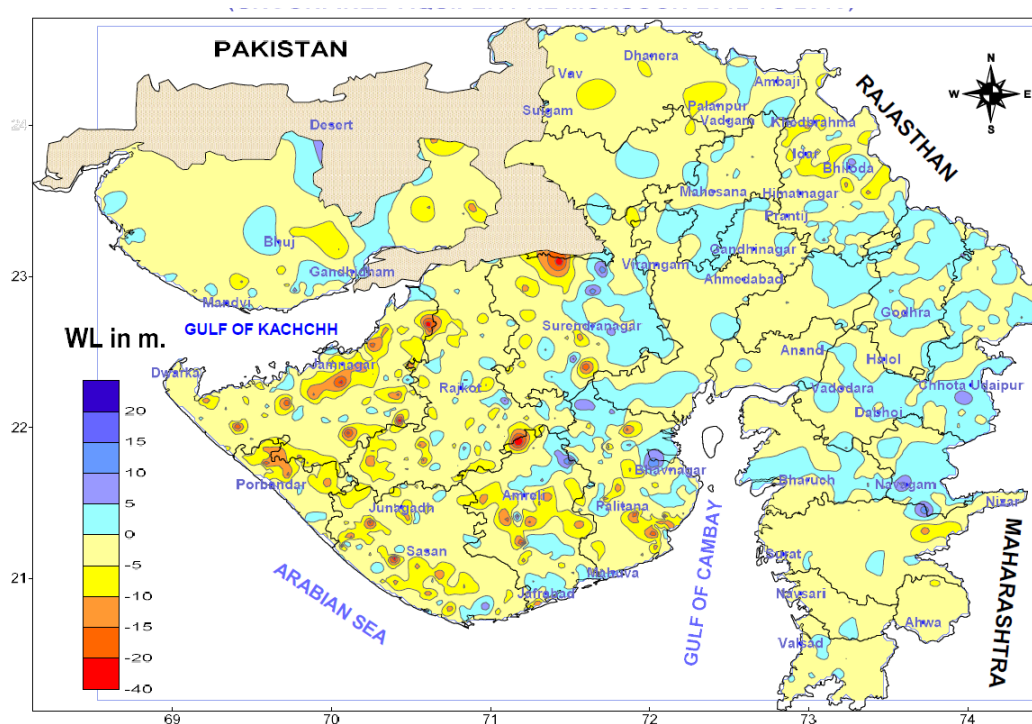 PAKISTAN
Dhanera
Vav
Ambaji
N
W E
S
Suigam
Palanpur
Vadgam
Khedbrahma
RAJASTHAN
24
Desert
Idar
Bhiloda
Mahesana
Himatnagar
Prantij
Bhuj
Gandhinagar
23
Gandhidham
Viramgam
Ahmedabad
Mandvi
GULF OF KACHCHH
Surendranagar
Godhra
WL in m.
Dwarka
Jamnagar
Anand
Halol
Rajkot
Vadodara
Chhota Udaipur
20
15
10
5
0
-5
-10
-15
-20
-40
22
Dabhoi
Bhavnagar
Bharuch
Porbandar
Junagadh
Amreli
Palitana
Nizar
Sasan
Surat
21
ARABIAN SEA
Mahuva
Jafrabad
GULF OF CAMBAY
Navsari
Ahwa
Valsad
MAHARASHTRA
69 70 71 72 73 74